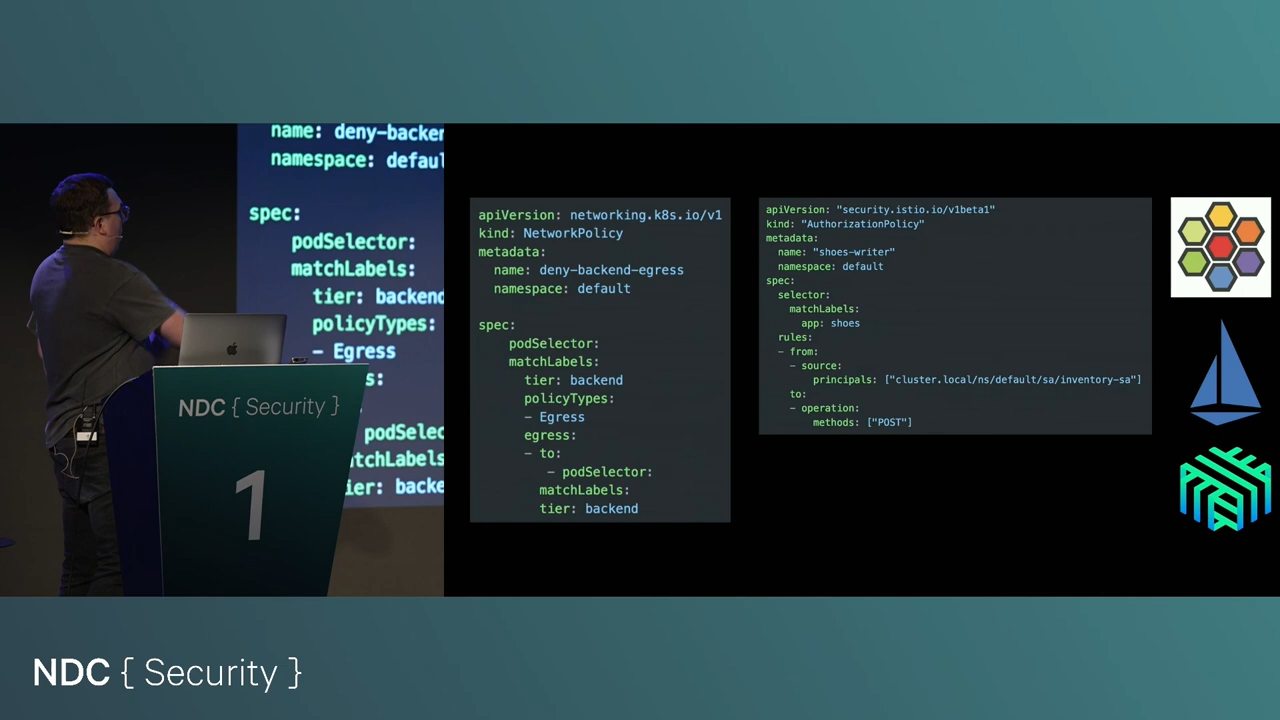 name: deny-backen
namespace: defaul
spec:
podSelector:
matchLabels:
tier: backend
policyTypes:
- Egress
s:
podSelec
tchLabels
ier: backe
NDC { Security }
1
apiVersion: networking.k8s.io/v1
kind: NetworkPolicy
metadata:
name: deny-backend-egress
namespace: default
spec:
podSelector:
matchLabels:
tier: backend
policyTypes:
- Egress
egress:
- to:
- podSelector:
matchLabels:
tier: backend
apiVersion: "security.istio.io/v1beta1"
kind: "AuthorizationPolicy"
metadata:
name: "shoes-writer"
namespace: default
spec:
selector:
matchLabels:
app: shoes
rules:
- from:
- source:
principals: ["cluster.local/ns/default/sa/inventory-sa"]
to:
- operation:
methods: ["POST"]
NDC { Security }